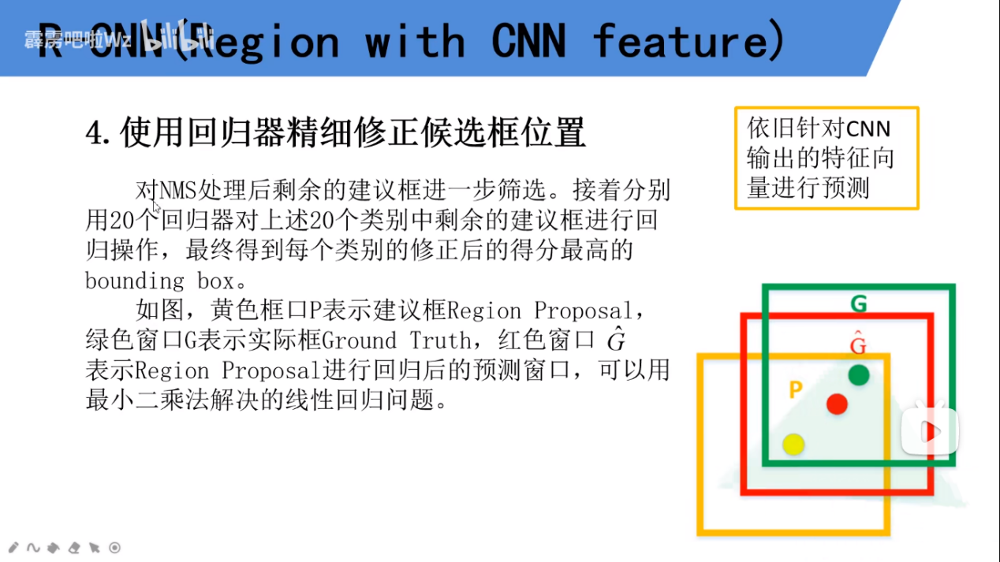 R-CNN(Region with CNN feature)
霹雳吧啦Wz bilibili
4.使用回归器精细修正候选框位置
依旧针对CNN
输出的特征向
量进行预测
对NMS处理后剩余的建议框进一步筛选。接着分别
用20个回归器对上述20个类别中剩余的建议框进行回
归操作，最终得到每个类别的修正后的得分最高的
bounding box。
如图，黄色框口P表示建议框Region Proposal，
绿色窗口G表示实际框Ground Truth，红色窗口 Ĝ
表示Region Proposal进行回归后的预测窗口，可以用
最小二乘法解决的线性回归问题。
G
Ĝ
P